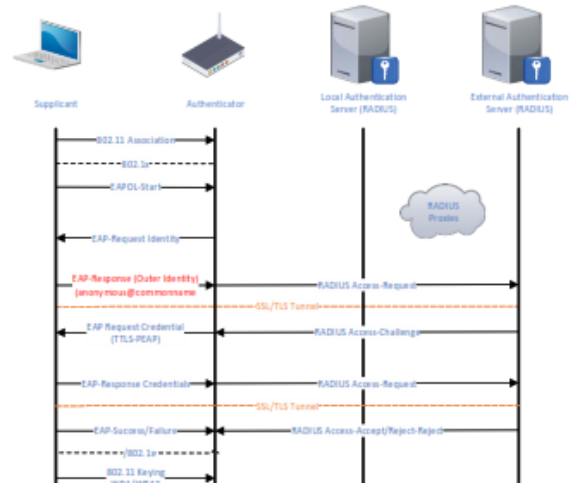 Supplicant
Authenticator
Local Authentication
Server (RADIUS)
External Authentication
Server (RADIUS)
802.11 Association
802.1x
EAPOL-Start
RADIUS
Proxies
EAP-Request Identity
EAP-Response (Outer Identity)
(anonymous@commonname
RADIUS Access-Request
SSL/TLS Tunnel
EAP Request Credential
(TTLS-PEAP)
RADIUS Access-Challenge
EAP-Response Credentials
RADIUS Access-Request
SSL/TLS Tunnel
EAP-Success/Failure
RADIUS Access-Accept/Reject-Reject
/802.1x
802.11 Keying